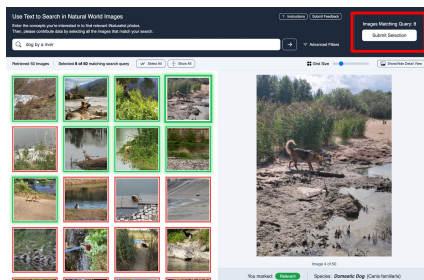 Use Text to Search in Natural World Images
Instructions
Submit Feedback
Enter the concepts you're interested in to find relevant iNaturalist photos.
Then, please contribute data by selecting all the images that match your search.
Images Matching Query: 8
Submit Selection
dog by a river
Advanced Filters
Retrieved 50 Images
Selected 8 of 50 matching search query
Select All
Show All
Grid Size
Show/Hide Detail View
Image 4 of 50
You marked: Relevant
Species: Domestic Dog (Canis familiaris)